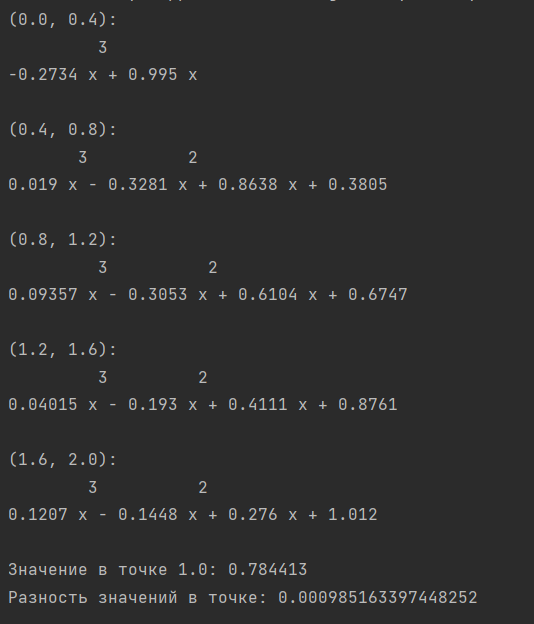 (0.0, 0.4):
         3
-0.2734 x + 0.995 x

(0.4, 0.8):
       3          2
0.019 x - 0.3281 x + 0.8638 x + 0.3805

(0.8, 1.2):
         3          2
0.09357 x - 0.3053 x + 0.6104 x + 0.6747

(1.2, 1.6):
         3         2
0.04015 x - 0.193 x + 0.4111 x + 0.8761

(1.6, 2.0):
        3          2
0.1207 x - 0.1448 x + 0.276 x + 1.012

Значение в точке 1.0: 0.784413
Разность значений в точке: 0.000985163397448252